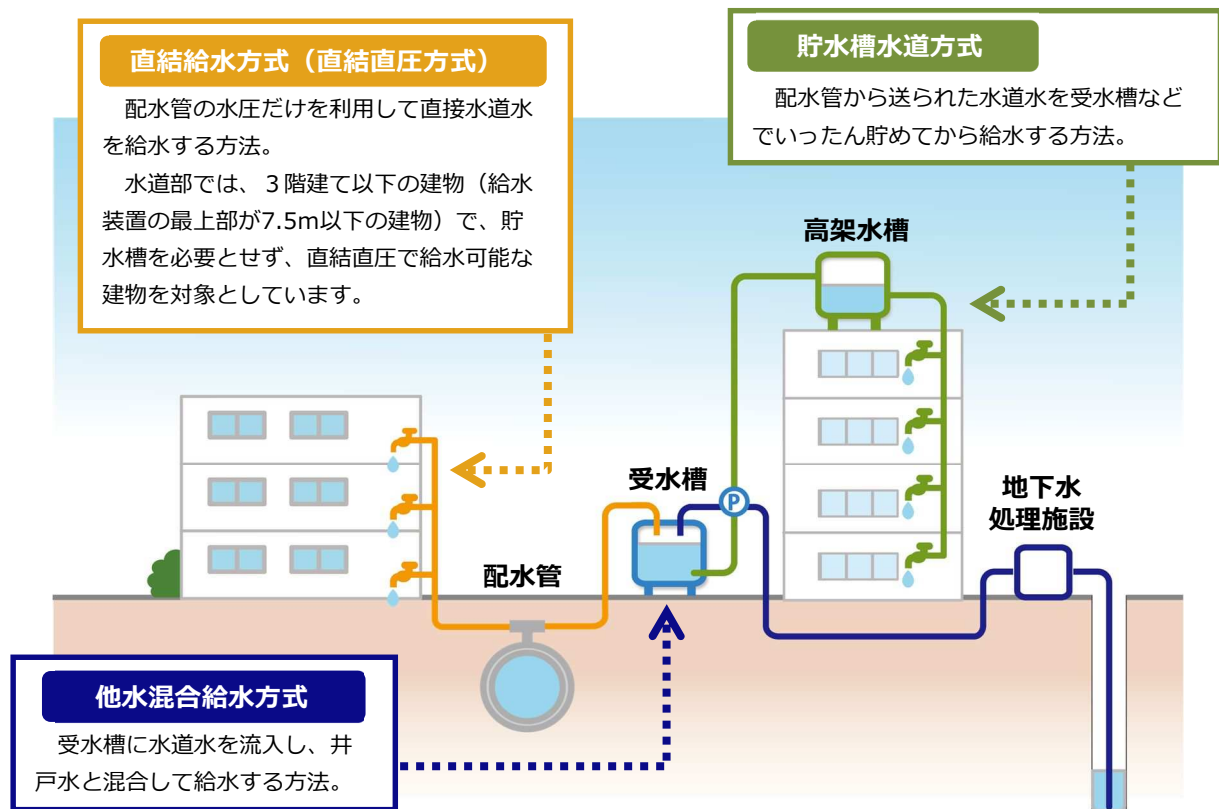 直結給水方式（直結直圧方式）
配水管の水圧だけを利用して直接水道水
を給水する方法。
水道部では、３階建て以下の建物（給水
装置の最上部が7.5m以下の建物）で、貯
水槽を必要とせず、直結直圧で給水可能な
建物を対象としています。
貯水槽水道方式
配水管から送られた水道水を受水槽など
でいったん貯めてから給水する方法。
高架水槽
受水槽
P
地下水
処理施設
配水管
他水混合給水方式
受水槽に水道水を流入し、井
戸水と混合して給水する方法。